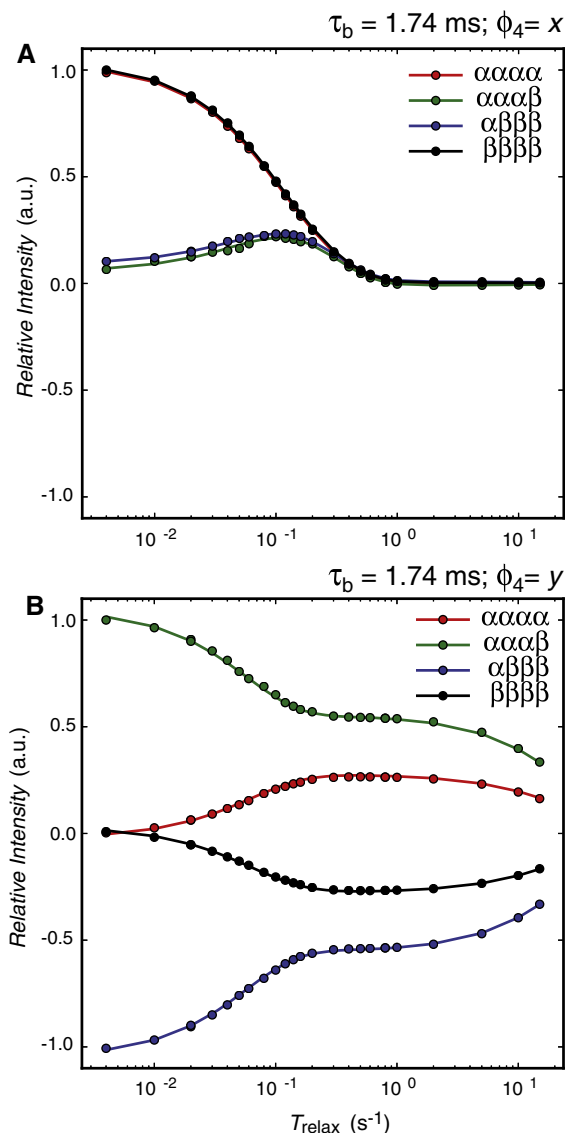 τb = 1.74 ms; ϕ4= x
A
1.0
0.5
0.0
-0.5
-1.0
Relative Intensity (a.u.)
αααα
αααβ
αβββ
ββββ
10 -2
10 -1
10 0
10 1
τb = 1.74 ms; ϕ4= y
B
1.0
0.5
0.0
-0.5
-1.0
Relative Intensity (a.u.)
αααα
αααβ
αβββ
ββββ
10 -2
10 -1
10 0
10 1
Trelax (s-1)